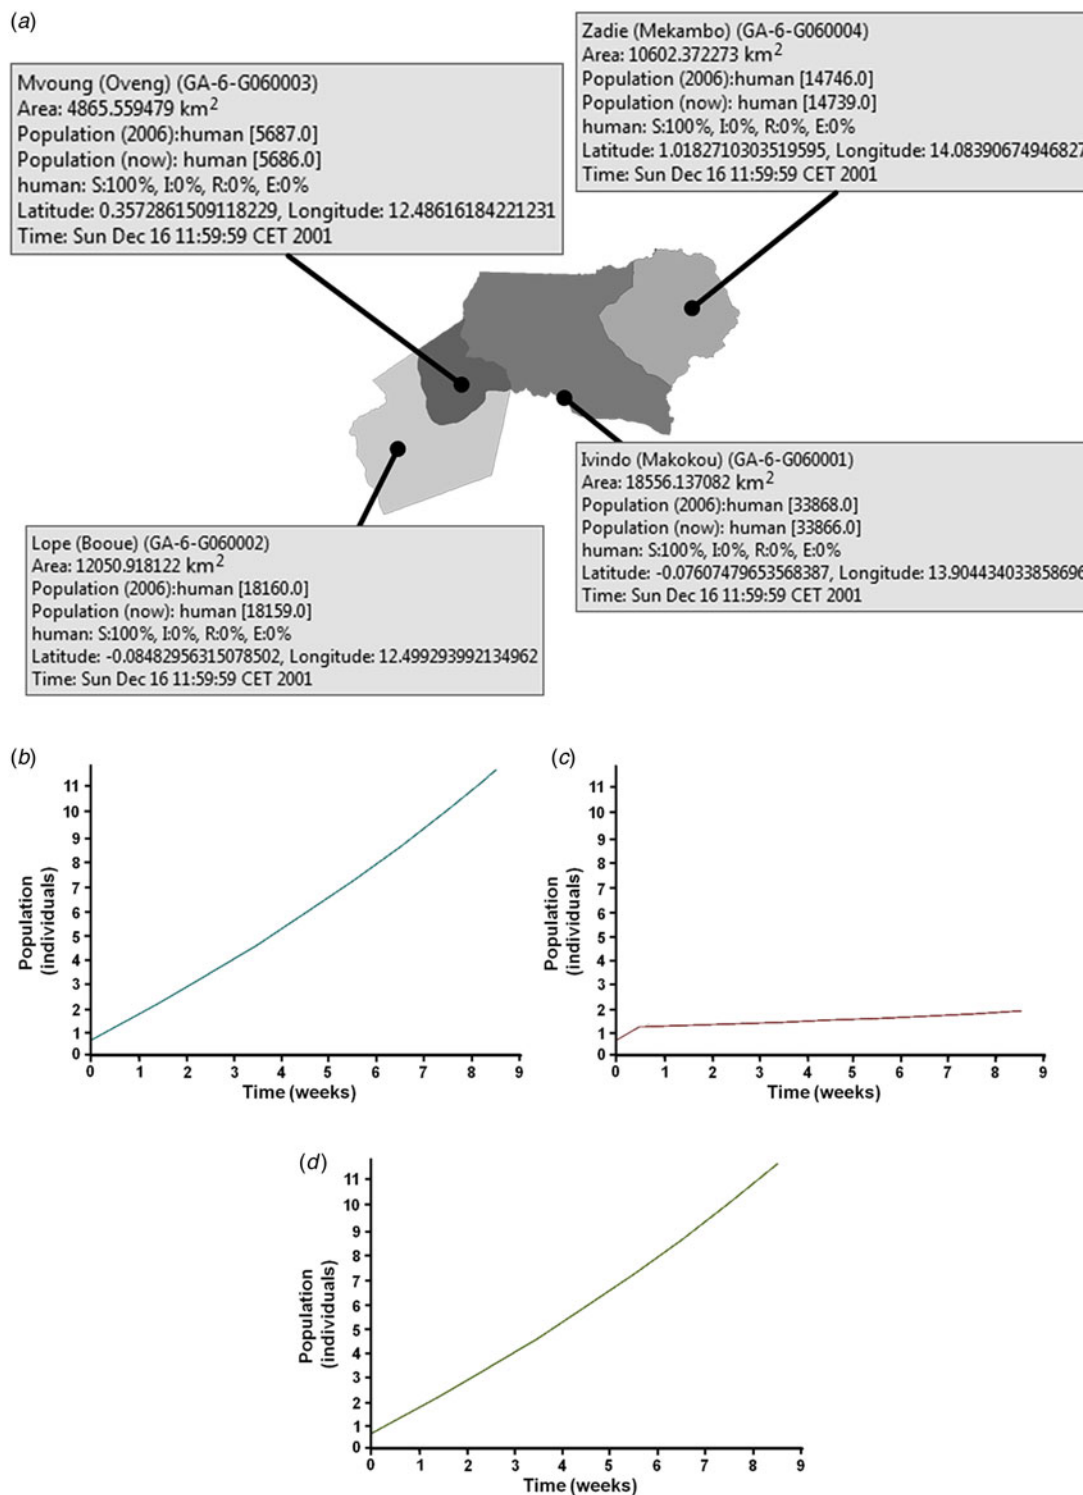 (a)
Zadie (Mekambo) (GA-6-G060004)
Area: 10602.372273 km2
Population (2006):human [14746.0]
Population (now): human [14739.0]
human: S:100%, I:0%, R:0%, E:0%
Latitude: 1.0182710303519595, Longitude: 14.08390674946827
Time: Sun Dec 16 11:59:59 CET 2001
Mvoung (Oveng) (GA-6-G060003)
Area: 4865.559479 km2
Population (2006):human [5687.0]
Population (now): human [5686.0]
human: S:100%, I:0%, R:0%, E:0%
Latitude: 0.3572861509118229, Longitude: 12.48616184221231
Time: Sun Dec 16 11:59:59 CET 2001
Ivindo (Makokou) (GA-6-G060001)
Area: 18556.137082 km2
Population (2006):human [33868.0]
Population (now): human [33866.0]
human: S:100%, I:0%, R:0%, E:0%
Latitude: -0.07607479653568387, Longitude: 13.904434033858696
Time: Sun Dec 16 11:59:59 CET 2001
Lope (Booue) (GA-6-G060002)
Area: 12050.918122 km2
Population (2006):human [18160.0]
Population (now): human [18159.0]
human: S:100%, I:0%, R:0%, E:0%
Latitude: -0.08482956315078502, Longitude: 12.499293992134962
Time: Sun Dec 16 11:59:59 CET 2001
(b)
Population
(individuals)
11
10
9
8
7
6
5
4
3
2
1
0
0 1 2 3 4 5 6 7 8 9
Time (weeks)
(c)
Population
(individuals)
11
10
9
8
7
6
5
4
3
2
1
0
0 1 2 3 4 5 6 7 8 9
Time (weeks)
(d)
Population
(individuals)
11
10
9
8
7
6
5
4
3
2
1
0
0 1 2 3 4 5 6 7 8 9
Time (weeks)